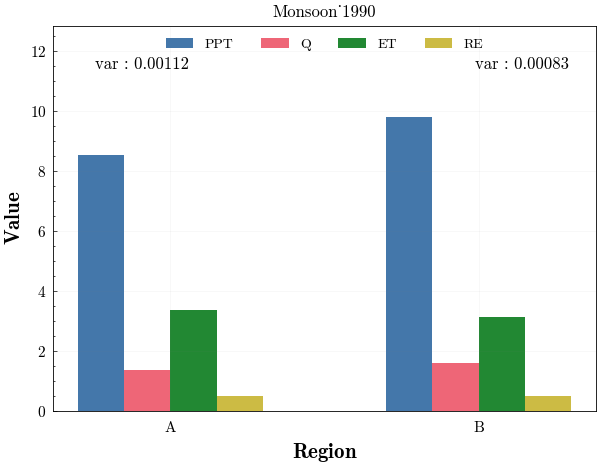 Monsoon˙1990
PPT Q ET RE
var : 0.00112 var : 0.00083
12
10
8
6
4
2
0
Value
A B
Region